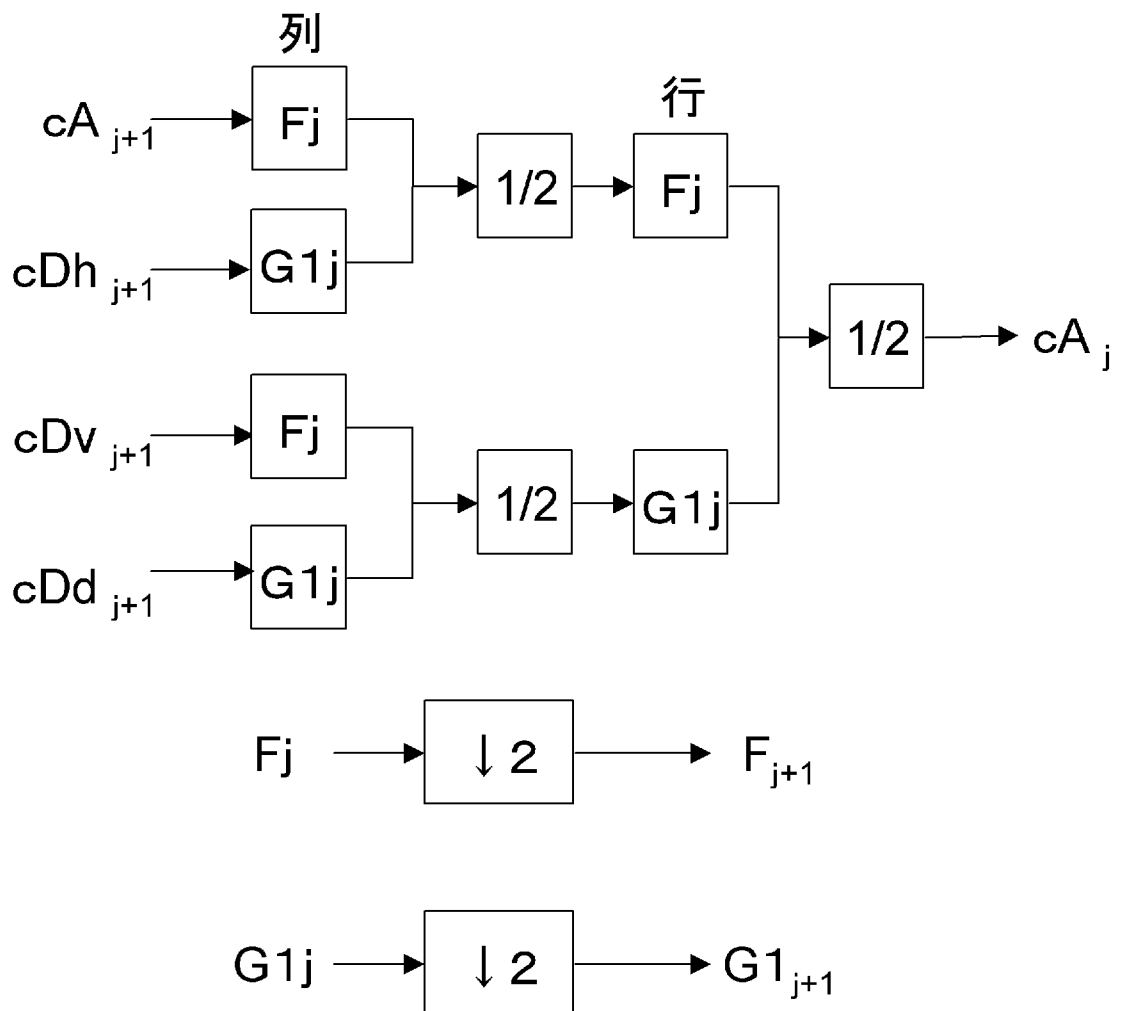 列
行
cA j+1
Fj
1/2
Fj
cDh j+1
G1j
1/2
cA j
cDv j+1
Fj
1/2
G1j
cDd j+1
G1j
Fj
↓2
F j+1
G1j
↓2
G1 j+1